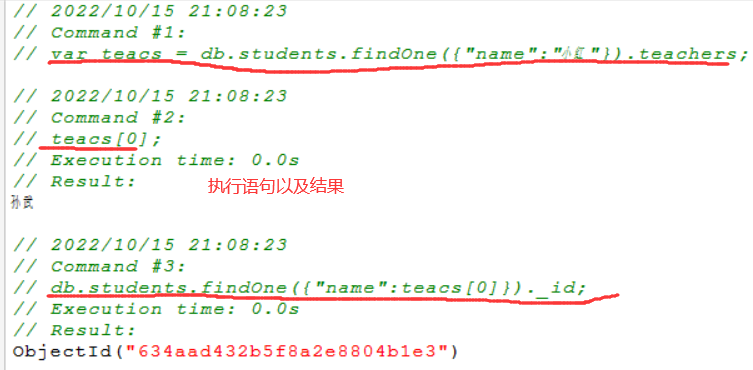 // 2022/10/15 21:08:23
// Command #1:
// var teacs = db.students.findOne({"name":"小红"}).teachers;
// 2022/10/15 21:08:23
// Command #2:
// teacs[0];
// Execution time: 0.0s
// Result:
执行语句以及结果
孙武
// 2022/10/15 21:08:23
// Command #3:
// db.students.findOne({"name":teacs[0]})._id;
// Execution time: 0.0s
// Result:
ObjectId("634aad432b5f8a2e8804b1e3")